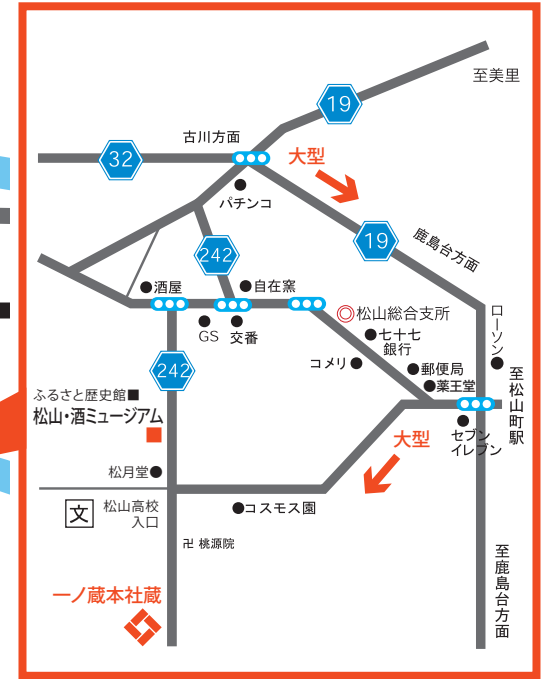 至美里
19
古川方面
32
大型
パチンコ
19
鹿島台方面
242
酒屋
自在窯
松山総合支所
GS
交番
七十七
銀行
ローソン
コメリ
郵便局
薬王堂
至松山町駅
242
ふるさと歴史館■
松山・酒ミュージアム
セブン
イレブン
大型
松月堂
文
松山高校
入口
コスモス園
卍 桃源院
至鹿島台方面
一ノ蔵本社蔵